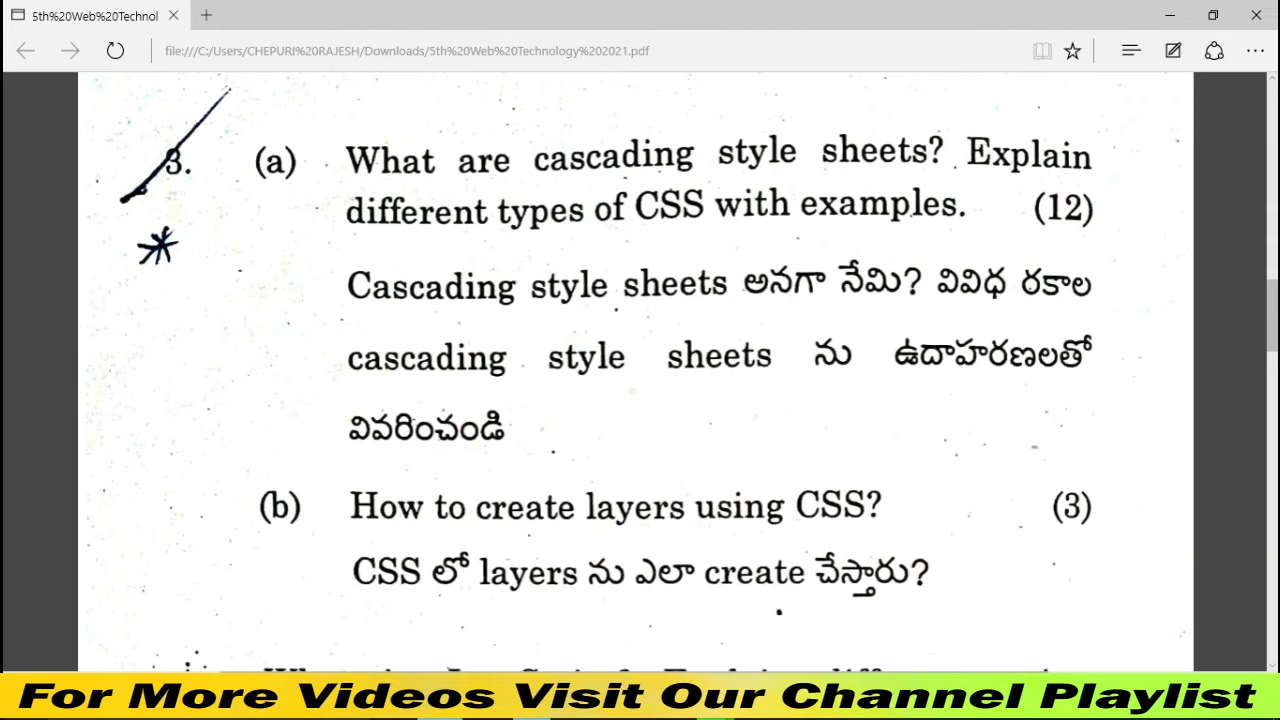 5th%20Web%20Technol
file:///C:/Users/CHEPURI%20RAJESH/Downloads/5th%20Web%20Technology%202021.pdf
3. (a) What are cascading style sheets? Explain
different types of CSS with examples. (12)
Cascading style sheets అనగా నేమి? వివిధ రకాల
cascading style sheets ను ఉదాహరణలతో
వివరించండి
(b) How to create layers using CSS? (3)
CSS లో layers ను ఎలా create చేస్తారు?
For More Videos Visit Our Channel Playlist